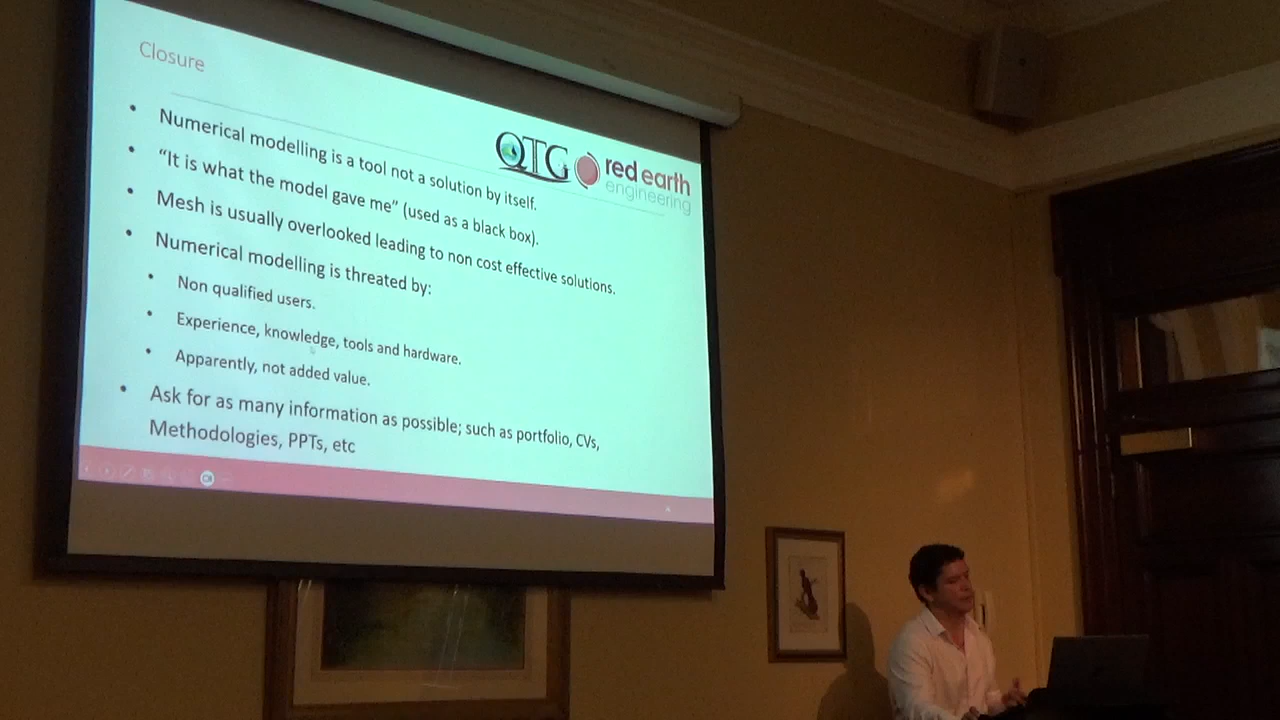 Closure
QTG
red earth
engineering
• Numerical modelling is a tool not a solution by itself.
• “It is what the model gave me” (used as a black box).
• Mesh is usually overlooked leading to non cost effective solutions.
• Numerical modelling is threated by:
• Non qualified users.
• Experience, knowledge, tools and hardware.
• Apparently, not added value.
• Ask for as many information as possible; such as portfolio, CVs,
Methodologies, PPTs, etc